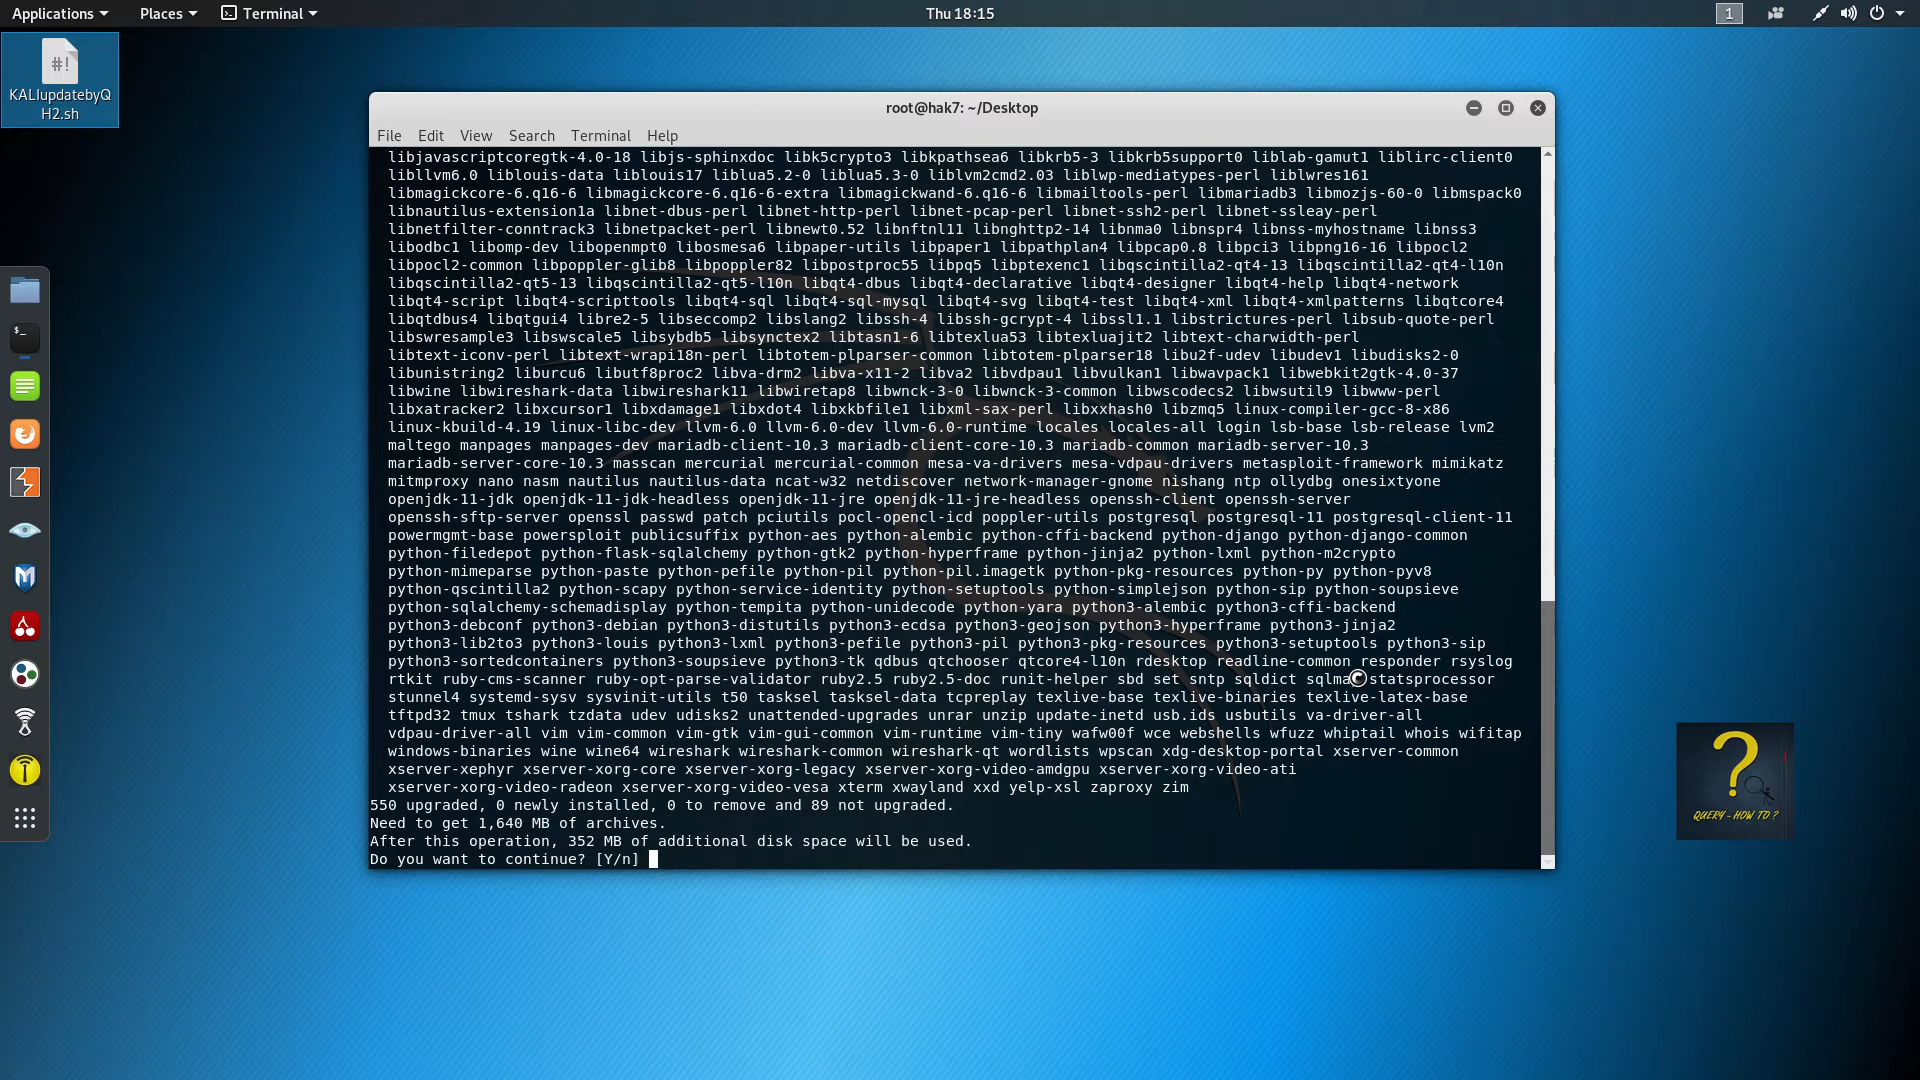 Applications Places Terminal Thu 18:15 1
#!
KALIupdatebyQ
H2.sh
root@hak7: ~/Desktop
File Edit View Search Terminal Help
libjavascriptcoregtk-4.0-18 libjs-sphinxdoc libk5crypto3 libkpathsea6 libkrb5-3 libkrb5support0 liblab-gamut1 liblirc-client0
libllvm6.0 liblouis-data liblouis17 liblua5.2-0 liblua5.3-0 liblvm2cmd2.03 liblwp-mediatypes-perl liblwres161
libmagickcore-6.q16-6 libmagickcore-6.q16-6-extra libmagickwand-6.q16-6 libmailtools-perl libmariadb3 libmozjs-60-0 libmspack0
libnautilus-extension1a libnet-dbus-perl libnet-http-perl libnet-pcap-perl libnet-ssh2-perl libnet-ssleay-perl
libnetfilter-conntrack3 libnetpacket-perl libnewt0.52 libnftnl11 libnghttp2-14 libnma0 libnspr4 libnss-myhostname libnss3
libodbc1 libomp-dev libopenmpt0 libosmesa6 libpaper-utils libpaper1 libpathplan4 libpcap0.8 libpci3 libpng16-16 libpocl2
libpocl2-common libpoppler-glib8 libpoppler82 libpostproc55 libpq5 libptexenc1 libqscintilla2-qt4-13 libqscintilla2-qt4-l10n
libqscintilla2-qt5-13 libqscintilla2-qt5-l10n libqt4-dbus libqt4-declarative libqt4-designer libqt4-help libqt4-network
libqt4-script libqt4-scripttools libqt4-sql libqt4-sql-mysql libqt4-svg libqt4-test libqt4-xml libqt4-xmlpatterns libqtcore4
libqtdbus4 libqtgui4 libre2-5 libseccomp2 libslang2 libssh-4 libssh-gcrypt-4 libssl1.1 libstrictures-perl libsub-quote-perl
libswresample3 libswscale5 libsybdb5 libsynctex2 libtasn1-6 libtexlua53 libtexluajit2 libtext-charwidth-perl
libtext-iconv-perl libtext-wrapi18n-perl libtotem-plparser-common libtotem-plparser18 libu2f-udev libudev1 libudisks2-0
libunistring2 liburcu6 libutf8proc2 libva-drm2 libva-x11-2 libva2 libvdpau1 libvulkan1 libwavpack1 libwebkit2gtk-4.0-37
libwine libwireshark-data libwireshark11 libwiretap8 libwnck-3-0 libwnck-3-common libwscodecs2 libwsutil9 libwww-perl
libxatracker2 libxcursor1 libxdamage1 libxdot4 libxkbfile1 libxml-sax-perl libxxhash0 libzmq5 linux-compiler-gcc-8-x86
linux-kbuild-4.19 linux-libc-dev llvm-6.0 llvm-6.0-dev llvm-6.0-runtime locales locales-all login lsb-base lsb-release lvm2
maltego manpages manpages-dev mariadb-client-10.3 mariadb-client-core-10.3 mariadb-common mariadb-server-10.3
mariadb-server-core-10.3 masscan mercurial mercurial-common mesa-va-drivers mesa-vdpau-drivers metasploit-framework mimikatz
mitmproxy nano nasm nautilus nautilus-data ncat-w32 netdiscover network-manager-gnome nishang ntp ollydbg onesixtyone
openjdk-11-jdk openjdk-11-jdk-headless openjdk-11-jre openjdk-11-jre-headless openssh-client openssh-server
openssh-sftp-server openssl passwd patch pciutils pocl-opencl-icd poppler-utils postgresql postgresql-11 postgresql-client-11
powermgmt-base powersploit publicsuffix python-aes python-alembic python-cffi-backend python-django python-django-common
python-filedepot python-flask-sqlalchemy python-gtk2 python-hyperframe python-jinja2 python-lxml python-m2crypto
python-mimeparse python-paste python-pefile python-pil python-pil.imagetk python-pkg-resources python-py python-pyv8
python-qscintilla2 python-scapy python-service-identity python-setuptools python-simplejson python-sip python-soupsieve
python-sqlalchemy-schemadisplay python-tempita python-unidecode python-yara python3-alembic python3-cffi-backend
python3-debconf python3-debian python3-distutils python3-ecdsa python3-geojson python3-hyperframe python3-jinja2
python3-lib2to3 python3-louis python3-lxml python3-pefile python3-pil python3-pkg-resources python3-setuptools python3-sip
python3-sortedcontainers python3-soupsieve python3-tk qdbus qtchooser qtcore4-l10n rdesktop readline-common responder rsyslog
rtkit ruby-cms-scanner ruby-opt-parse-validator ruby2.5 ruby2.5-doc runit-helper sbd set sntp sqldict statsprocessor
stunnel4 systemd-sysv sysvinit-utils t50 tasksel tasksel-data tcpreplay texlive-base texlive-binaries texlive-latex-base
tftpd32 tmux tshark tzdata udev udisks2 unattended-upgrades unrar unzip update-inetd usb.ids usbutils va-driver-all
vdpau-driver-all vim vim-common vim-gtk vim-gui-common vim-runtime vim-tiny wafw00f wce webshells wfuzz whiptail whois wifitap
windows-binaries wine wine64 wireshark wireshark-common wireshark-qt wordlists wpscan xdg-desktop-portal xserver-common
xserver-xephyr xserver-xorg-core xserver-xorg-legacy xserver-xorg-video-amdgpu xserver-xorg-video-ati
xserver-xorg-video-radeon xserver-xorg-video-vesa xterm xwayland xxd yelp-xsl zaproxy zim
550 upgraded, 0 newly installed, 0 to remove and 89 not upgraded.
Need to get 1,640 MB of archives.
After this operation, 352 MB of additional disk space will be used.
Do you want to continue? [Y/n]
?
QUERY - HOW TO ?